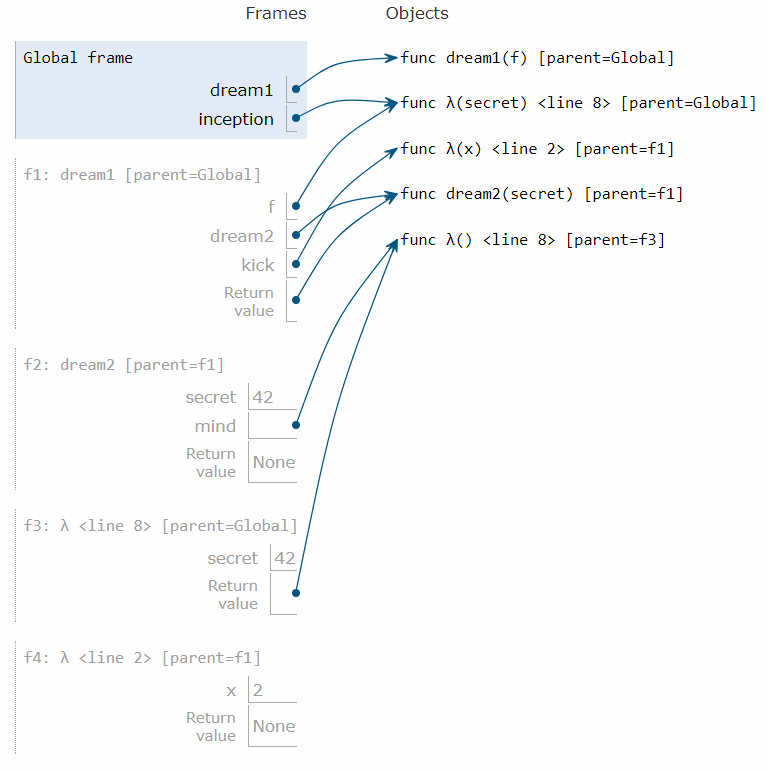 Frames Objects
Global frame
dream1
inception
func dream1(f) [parent=Global]
func λ(secret) <line 8> [parent=Global]
func λ(x) <line 2> [parent=f1]
func dream2(secret) [parent=f1]
func λ() <line 8> [parent=f3]
f1: dream1 [parent=Global]
f
dream2
kick
Return
value
f2: dream2 [parent=f1]
secret 42
mind
Return
value None
f3: λ <line 8> [parent=Global]
secret 42
Return
value
f4: λ <line 2> [parent=f1]
x 2
Return
value None